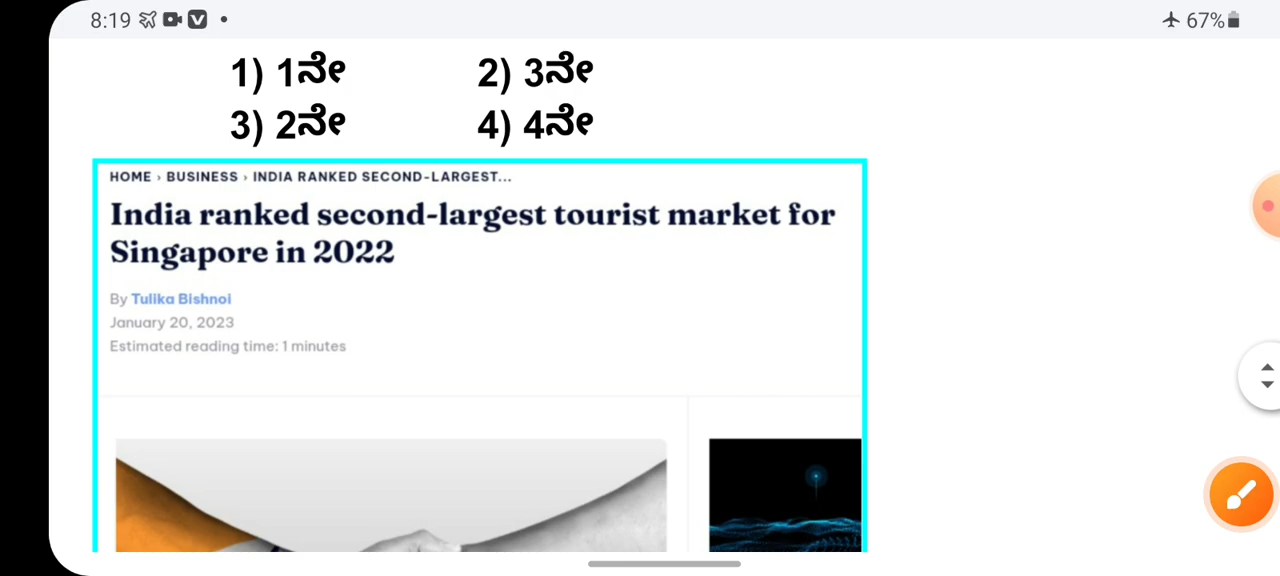 8:19 67%
1) 1ನೇ 2) 3ನೇ
3) 2ನೇ 4) 4ನೇ
HOME › BUSINESS › INDIA RANKED SECOND-LARGEST...
India ranked second-largest tourist market for
Singapore in 2022
By Tulika Bishnoi
January 20, 2023
Estimated reading time: 1 minutes